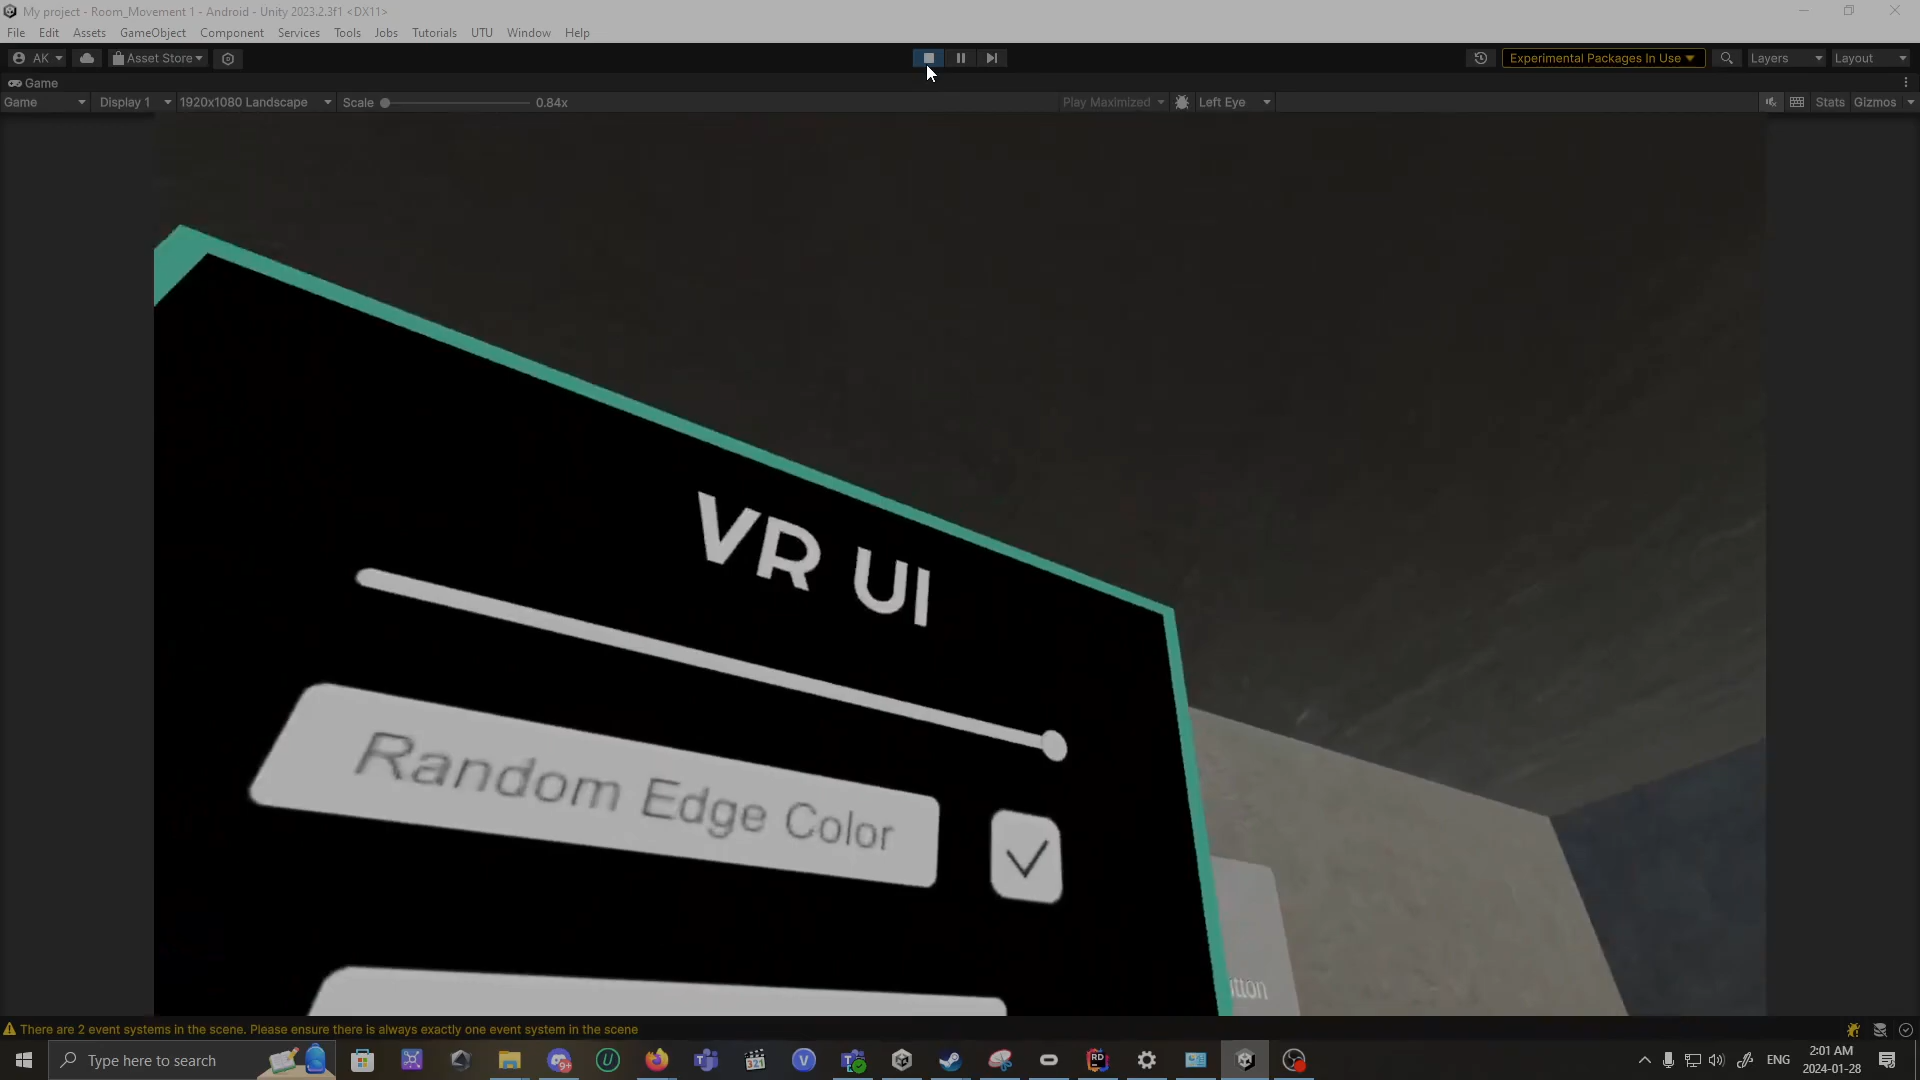 My project - Room_Movement 1 - Android - Unity 2023.2.3f1 <DX11>
File Edit Assets GameObject Component Services Tools Jobs Tutorials UTU Window Help
AK Asset Store Experimental Packages In Use Layers Layout
Game
Game Display 1 1920x1080 Landscape Scale 0.84x Play Maximized Left Eye Stats Gizmos
VR UI
Random Edge Color
There are 2 event systems in the scene. Please ensure there is always exactly one event system in the scene
Type here to search
ENG
2:01 AM
2024-01-28